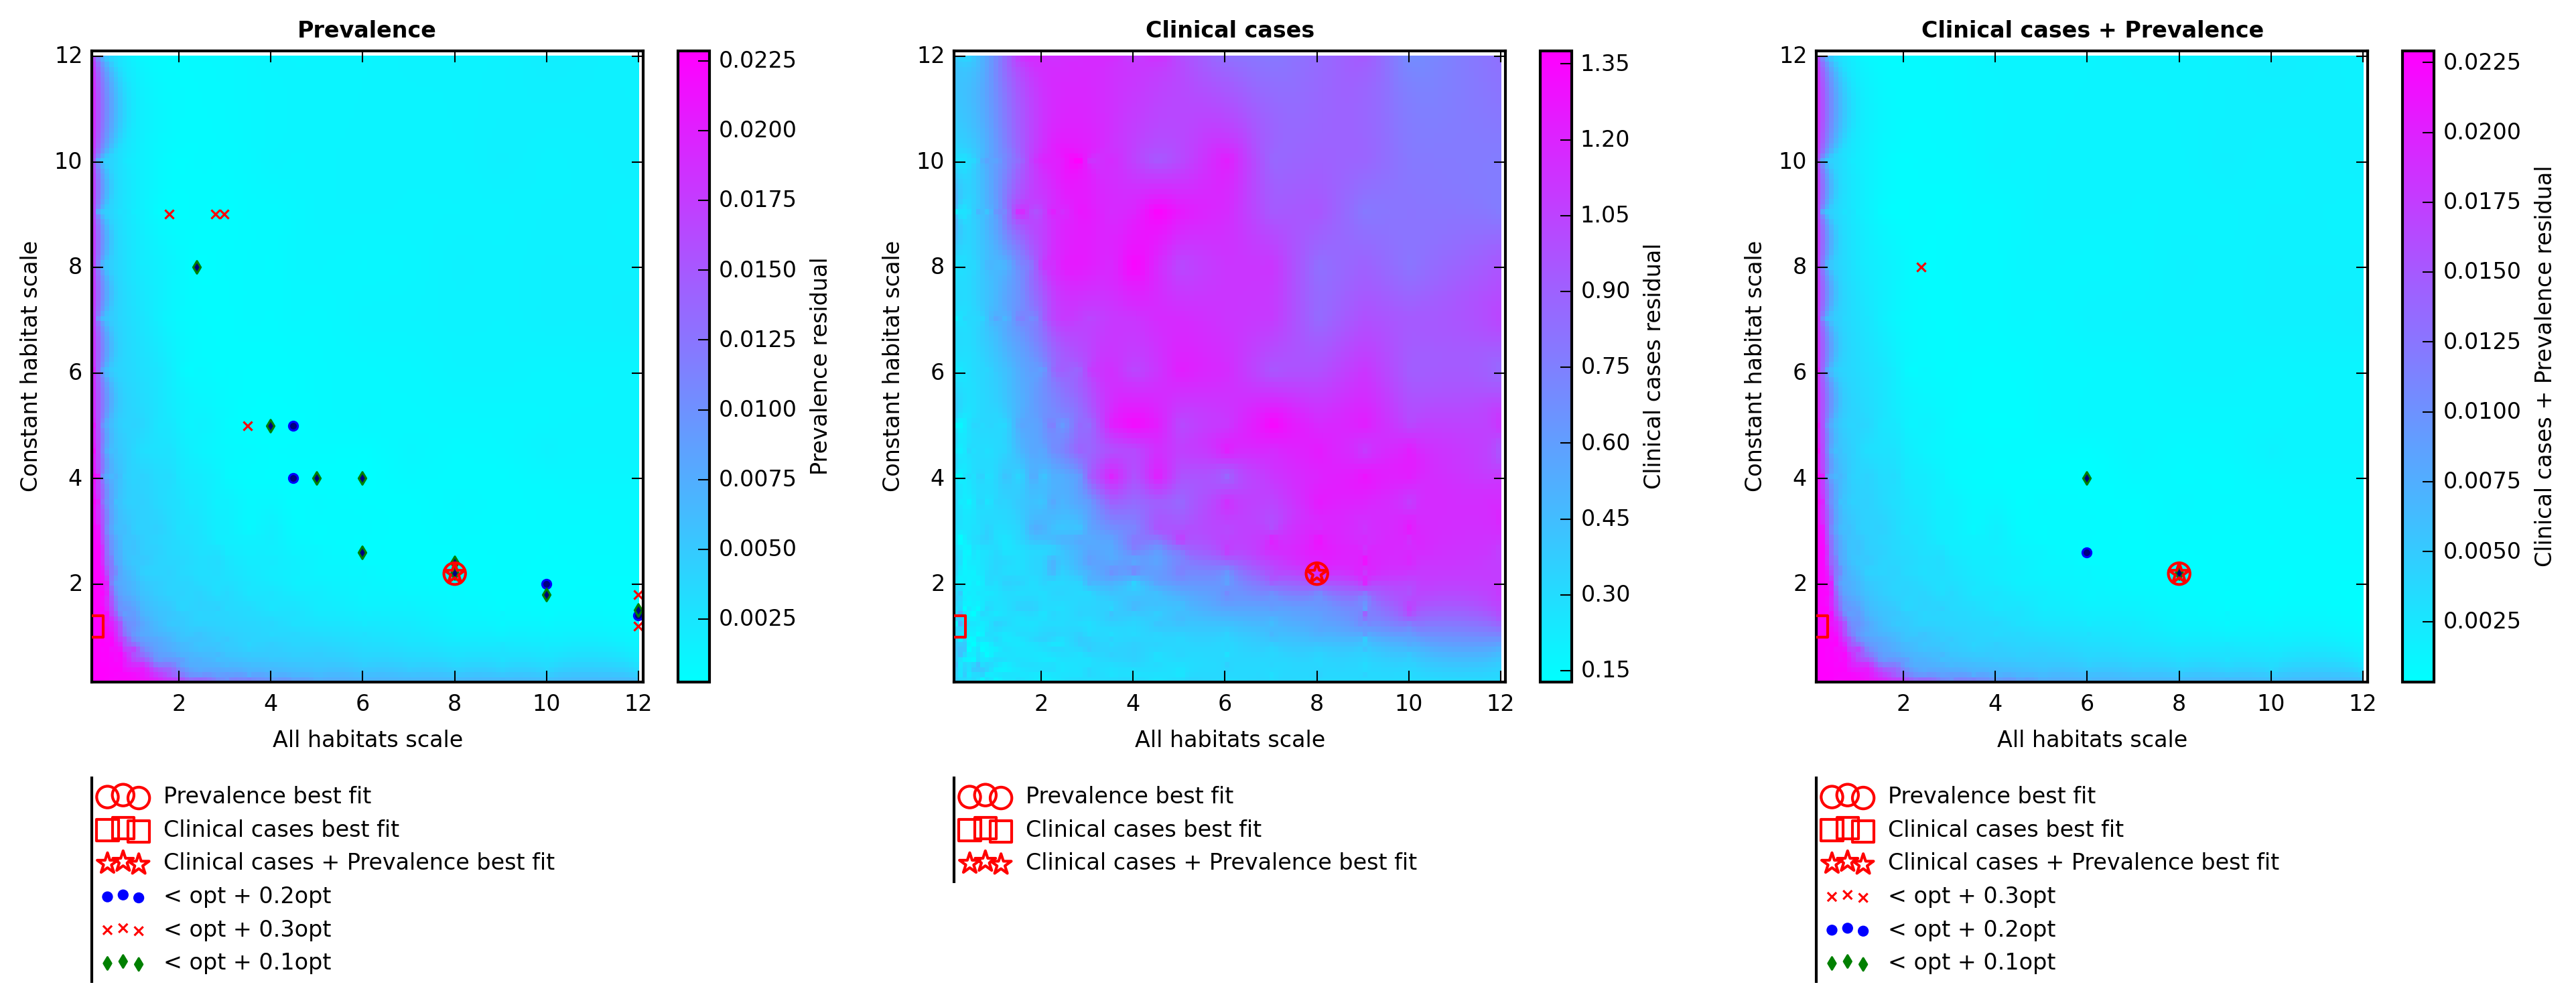 Prevalence
12
10
8
6
4
2
Constant habitat scale
2 4 6 8 10 12
All habitats scale
0.0225
0.0200
0.0175
0.0150
0.0125
0.0100
0.0075
0.0050
0.0025
Prevalence residual
Prevalence best fit
Clinical cases best fit
Clinical cases + Prevalence best fit
< opt + 0.2opt
< opt + 0.3opt
< opt + 0.1opt
Clinical cases
12
10
8
6
4
2
Constant habitat scale
2 4 6 8 10 12
All habitats scale
1.35
1.20
1.05
0.90
0.75
0.60
0.45
0.30
0.15
Clinical cases residual
Prevalence best fit
Clinical cases best fit
Clinical cases + Prevalence best fit
Clinical cases + Prevalence
12
10
8
6
4
2
Constant habitat scale
2 4 6 8 10 12
All habitats scale
0.0225
0.0200
0.0175
0.0150
0.0125
0.0100
0.0075
0.0050
0.0025
Clinical cases + Prevalence residual
Prevalence best fit
Clinical cases best fit
Clinical cases + Prevalence best fit
< opt + 0.3opt
< opt + 0.2opt
< opt + 0.1opt